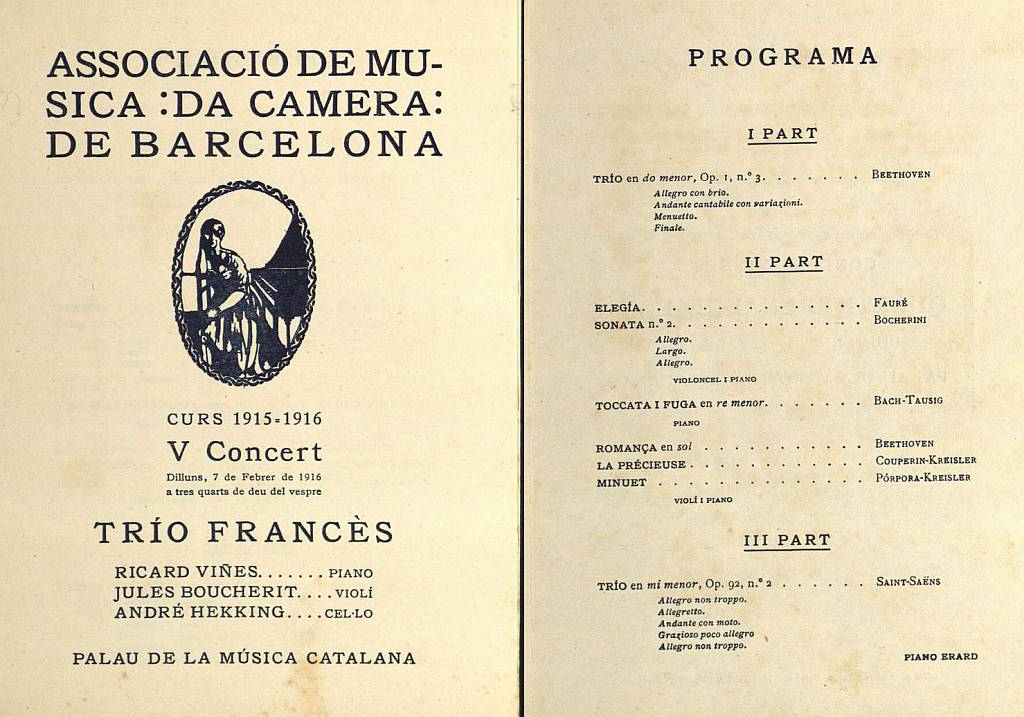 ASSOCIACIÓ DE MU-
SICA :DA CAMERA:
DE BARCELONA
CURS 1915=1916
V Concert
Dilluns, 7 de Febrer de 1916
a tres quarts de deu del vespre
TRÍO FRANCÈS
RICARD VIÑES....... PIANO
JULES BOUCHERIT.... VIOLÍ
ANDRÉ HEKKING.... CEL·LO
PALAU DE LA MÚSICA CATALANA
PROGRAMA
I PART
TRÍO en do menor, Op. 1, n.º 3. . . . . . . BEETHOVEN
Allegro con brio.
Andante cantabile con variazioni.
Menuetto.
Finale.
II PART
ELEGÍA. . . . . . . . . . . . . . FAURÉ
SONATA n.º 2. . . . . . . . . . . . BOCHERINI
Allegro.
Largo.
Allegro.
VIOLONCEL I PIANO
TOCCATA I FUGA en re menor. . . . . . . BACH-TAUSIG
PIANO
ROMANÇA en sol . . . . . . . . . . . BEETHOVEN
LA PRÉCIEUSE . . . . . . . . . . . . COUPERIN-KREISLER
MINUET . . . . . . . . . . . . . . PÓRPORA-KREISLER
VIOLÍ I PIANO
III PART
TRÍO en mi menor, Op. 92, n.º 2 . . . . . . SAINT-SAËNS
Allegro non troppo.
Allegretto.
Andante con moto.
Grazioso poco allegro
Allegro non troppo.
PIANO ERARD